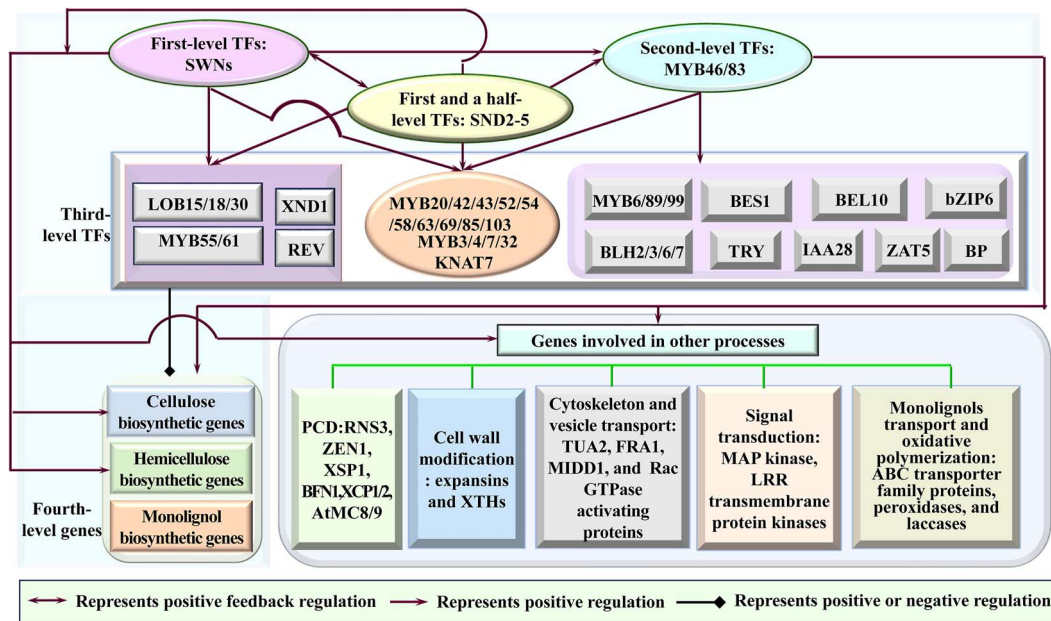 First-level TFs:
SWNs
Second-level TFs:
MYB46/83
First and a half-
level TFs: SND2-5
Third-
level TFs
LOB15/18/30
XND1
MYB55/61
REV
MYB20/42/43/52/54
/58/63/69/85/103
MYB3/4/7/32
KNAT7
MYB6/89/99
BES1
BEL10
bZIP6
BLH2/3/6/7
TRY
IAA28
ZAT5
BP
Genes involved in other processes
Fourth-
level genes
Cellulose
biosynthetic genes
Hemicellulose
biosynthetic genes
Monolignol
biosynthetic genes
PCD:RNS3,
ZEN1,
XSP1,
BFN1,XCP1/2,
AtMC8/9
Cell wall
modification
: expansins
and XTHs
Cytoskeleton and
vesicle transport:
TUA2, FRA1,
MIDD1, and Rac
GTPase
activating
proteins
Signal
transduction:
MAP kinase,
LRR
transmembrane
protein kinases
Monolignols
transport and
oxidative
polymerization:
ABC transporter
family proteins,
peroxidases, and
laccases
Represents positive feedback regulation
Represents positive regulation
Represents positive or negative regulation